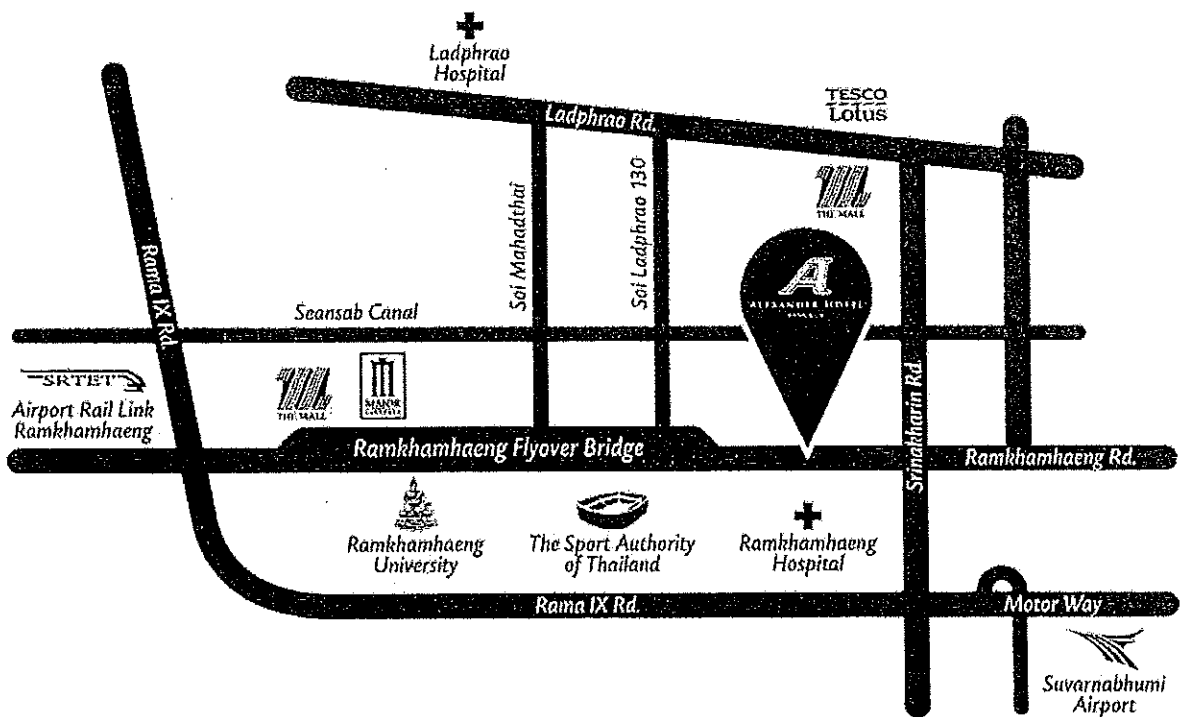 Ladphrao
Hospital
TESCO
Lotus
Ladphrao Rd.
THE MALL
Soi Mahadthai
Soi Ladphrao 130
Rama IX Rd.
ALEXANDER HOTEL
Seansab Canal
SRTET
Airport Rail Link
Ramkhamhaeng
THE MALL
MAJOR
Ramkhamhaeng Flyover Bridge
Srinakharin Rd.
Ramkhamhaeng Rd.
Ramkhamhaeng
University
The Sport Authority
of Thailand
Ramkhamhaeng
Hospital
Rama IX Rd.
Motor Way
Suvarnabhumi
Airport